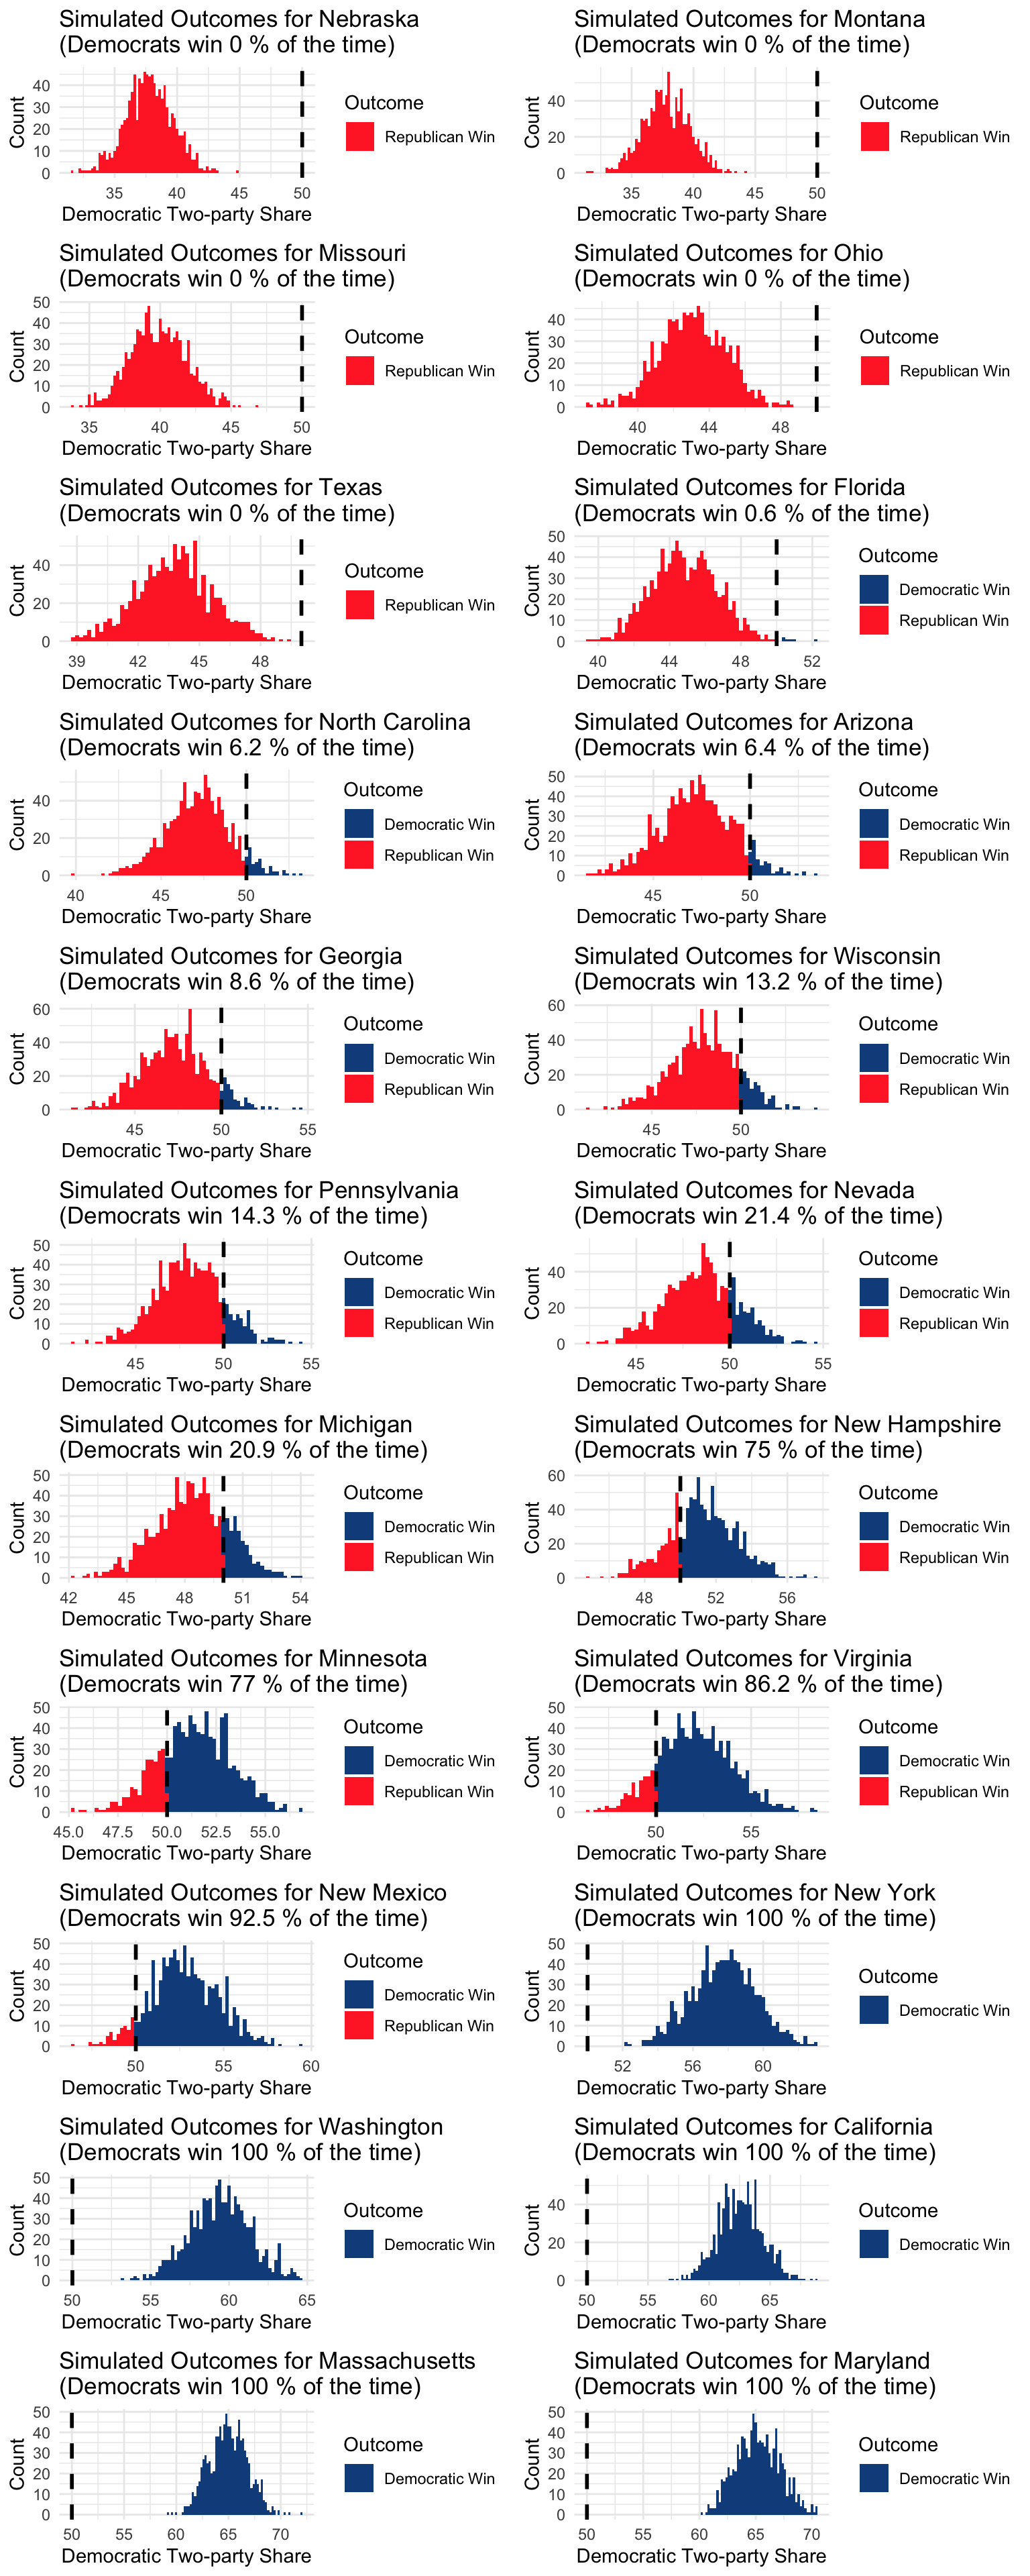 Simulated Outcomes for Nebraska
(Democrats win 0 % of the time)
Count
40
30
20
10
0
35 40 45 50
Democratic Two-party Share
Outcome
Republican Win
Simulated Outcomes for Montana
(Democrats win 0 % of the time)
Count
40
20
0
35 40 45 50
Democratic Two-party Share
Outcome
Republican Win
Simulated Outcomes for Missouri
(Democrats win 0 % of the time)
Count
50
40
30
20
10
0
35 40 45 50
Democratic Two-party Share
Outcome
Republican Win
Simulated Outcomes for Ohio
(Democrats win 0 % of the time)
Count
40
30
20
10
0
40 44 48
Democratic Two-party Share
Outcome
Republican Win
Simulated Outcomes for Texas
(Democrats win 0 % of the time)
Count
40
20
0
39 42 45 48
Democratic Two-party Share
Outcome
Republican Win
Simulated Outcomes for Florida
(Democrats win 0.6 % of the time)
Count
50
40
30
20
10
0
40 44 48 52
Democratic Two-party Share
Outcome
Democratic Win
Republican Win
Simulated Outcomes for North Carolina
(Democrats win 6.2 % of the time)
Count
40
20
0
40 45 50
Democratic Two-party Share
Outcome
Democratic Win
Republican Win
Simulated Outcomes for Arizona
(Democrats win 6.4 % of the time)
Count
50
40
30
20
10
0
45 50
Democratic Two-party Share
Outcome
Democratic Win
Republican Win
Simulated Outcomes for Georgia
(Democrats win 8.6 % of the time)
Count
60
40
20
0
45 50 55
Democratic Two-party Share
Outcome
Democratic Win
Republican Win
Simulated Outcomes for Wisconsin
(Democrats win 13.2 % of the time)
Count
60
40
20
0
45 50
Democratic Two-party Share
Outcome
Democratic Win
Republican Win
Simulated Outcomes for Pennsylvania
(Democrats win 14.3 % of the time)
Count
50
40
30
20
10
0
45 50 55
Democratic Two-party Share
Outcome
Democratic Win
Republican Win
Simulated Outcomes for Nevada
(Democrats win 21.4 % of the time)
Count
40
20
0
45 50 55
Democratic Two-party Share
Outcome
Democratic Win
Republican Win
Simulated Outcomes for Michigan
(Democrats win 20.9 % of the time)
Count
50
40
30
20
10
0
42 45 48 51 54
Democratic Two-party Share
Outcome
Democratic Win
Republican Win
Simulated Outcomes for New Hampshire
(Democrats win 75 % of the time)
Count
60
40
20
0
48 52 56
Democratic Two-party Share
Outcome
Democratic Win
Republican Win
Simulated Outcomes for Minnesota
(Democrats win 77 % of the time)
Count
50
40
30
20
10
0
45.0 47.5 50.0 52.5 55.0
Democratic Two-party Share
Outcome
Democratic Win
Republican Win
Simulated Outcomes for Virginia
(Democrats win 86.2 % of the time)
Count
50
40
30
20
10
0
50 55
Democratic Two-party Share
Outcome
Democratic Win
Republican Win
Simulated Outcomes for New Mexico
(Democrats win 92.5 % of the time)
Count
50
40
30
20
10
0
50 55 60
Democratic Two-party Share
Outcome
Democratic Win
Republican Win
Simulated Outcomes for New York
(Democrats win 100 % of the time)
Count
50
40
30
20
10
0
52 56 60
Democratic Two-party Share
Outcome
Democratic Win
Simulated Outcomes for Washington
(Democrats win 100 % of the time)
Count
50
40
30
20
10
0
50 55 60 65
Democratic Two-party Share
Outcome
Democratic Win
Simulated Outcomes for California
(Democrats win 100 % of the time)
Count
40
20
0
50 55 60 65
Democratic Two-party Share
Outcome
Democratic Win
Simulated Outcomes for Massachusetts
(Democrats win 100 % of the time)
Count
50
40
30
20
10
0
50 55 60 65 70
Democratic Two-party Share
Outcome
Democratic Win
Simulated Outcomes for Maryland
(Democrats win 100 % of the time)
Count
50
40
30
20
10
0
50 55 60 65 70
Democratic Two-party Share
Outcome
Democratic Win